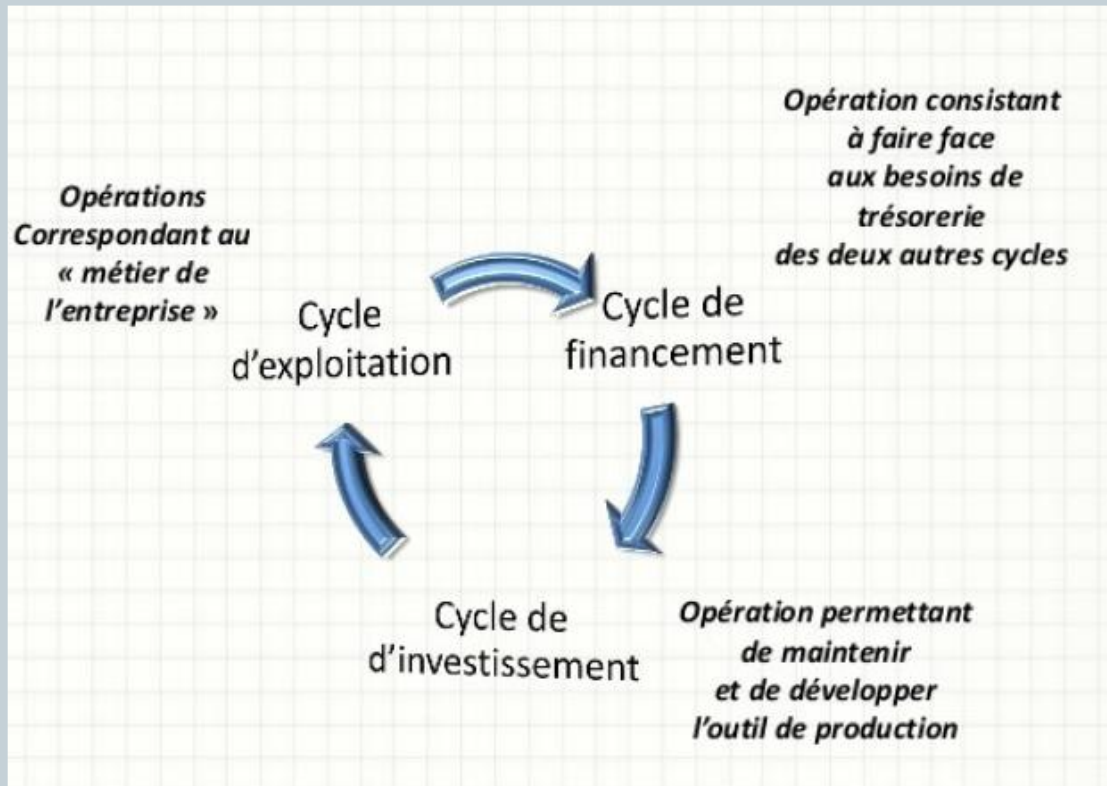 Opérations
Correspondant au
« métier de
l’entreprise »
Cycle
d’exploitation
Opération consistant
à faire face
aux besoins de
trésorerie
des deux autres cycles
Cycle de
financement
Cycle de
d’investissement
Opération permettant
de maintenir
et de développer
l’outil de production